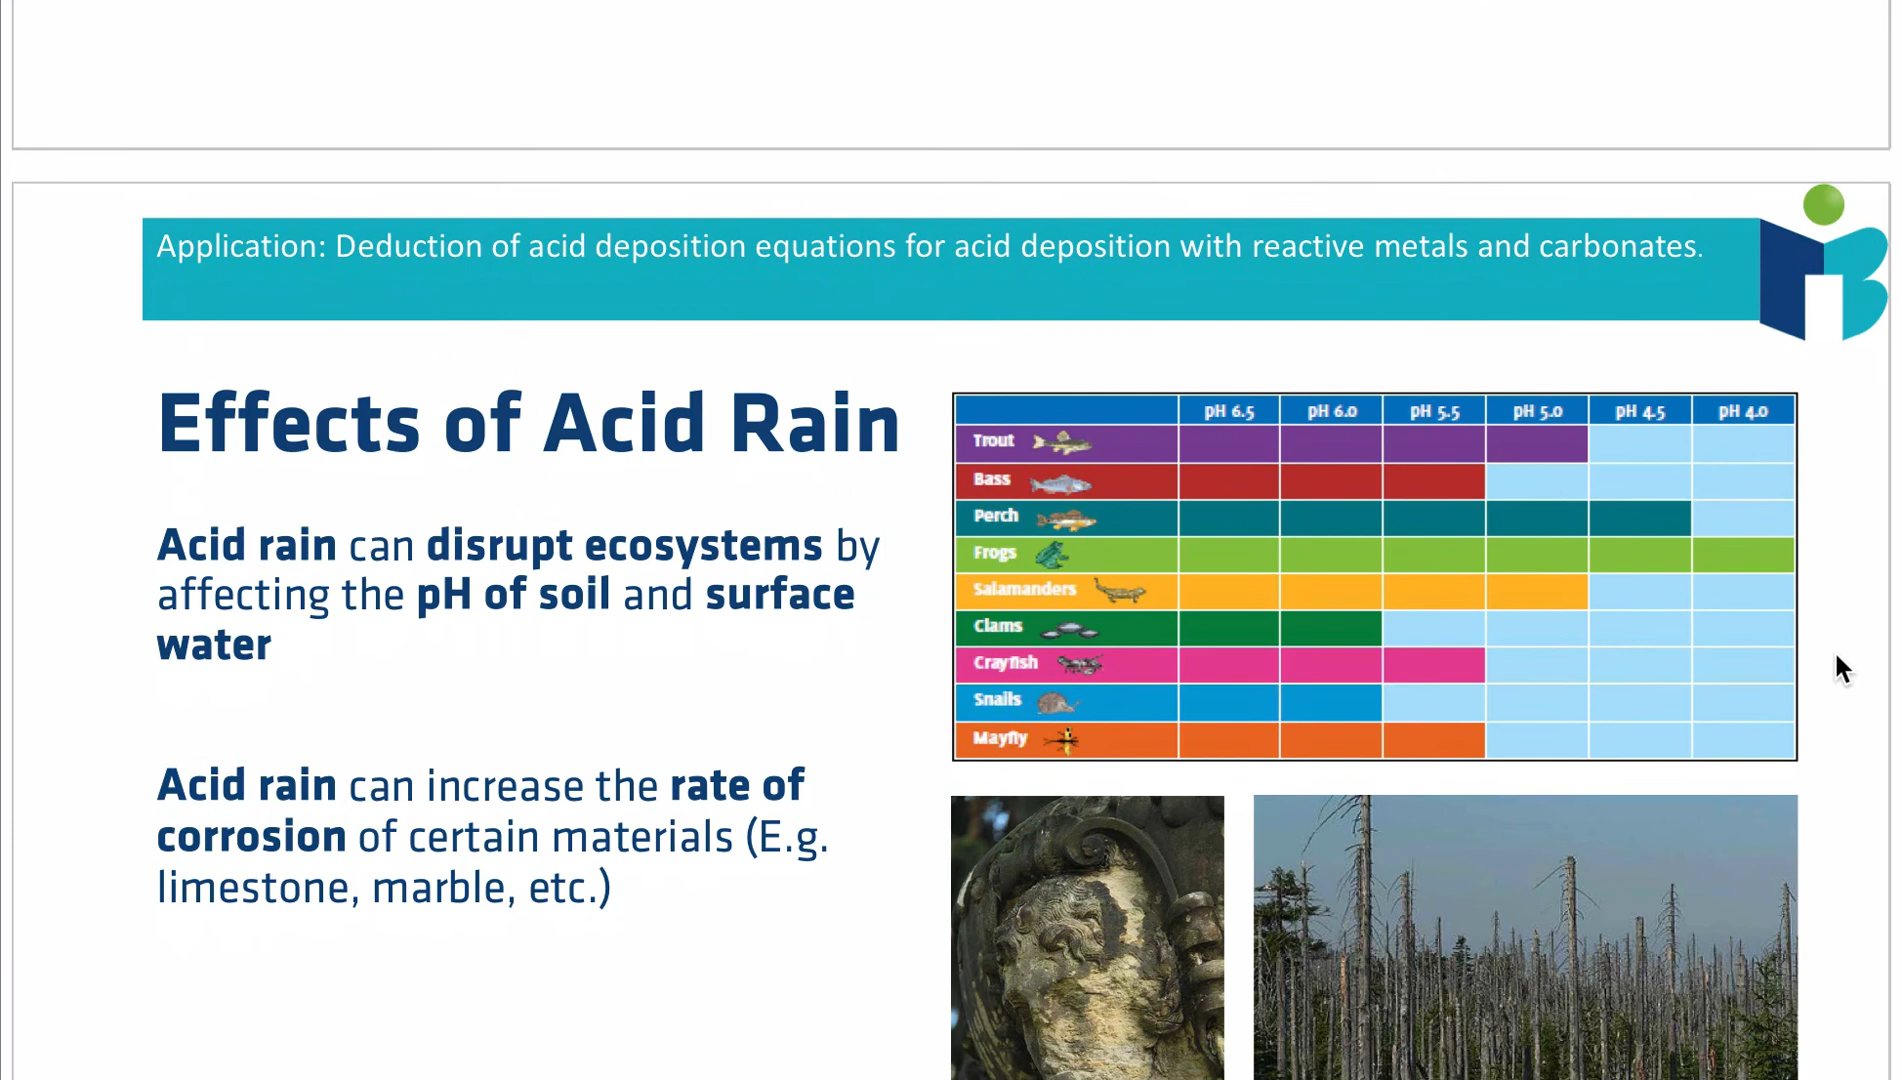 Application: Deduction of acid deposition equations for acid deposition with reactive metals and carbonates.
Effects of Acid Rain
Acid rain can disrupt ecosystems by
affecting the pH of soil and surface
water
Acid rain can increase the rate of
corrosion of certain materials (E.g.
limestone, marble, etc.)
pH 6.5 pH 6.0 pH 5.5 pH 5.0 pH 4.5 pH 4.0
Trout
Bass
Perch
Frogs
Salamanders
Clams
Crayfish
Snails
Mayfly